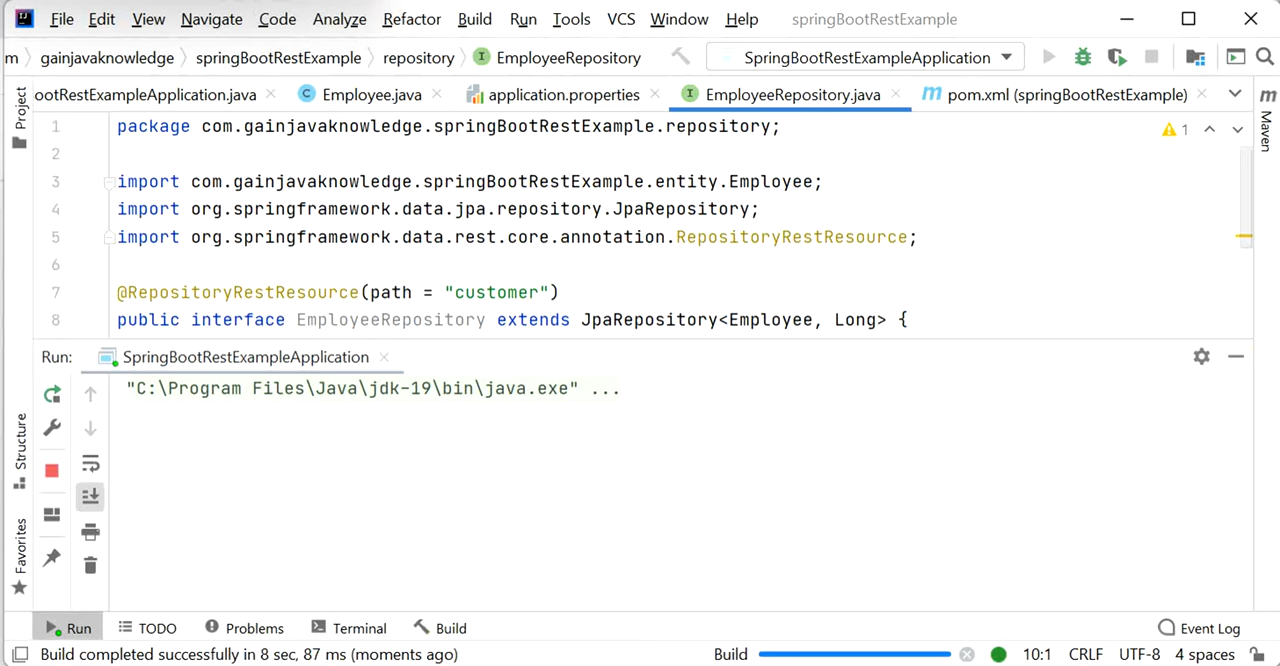 File Edit View Navigate Code Analyze Refactor Build Run Tools VCS Window Help springBootRestExample
m gainjavaknowledge springBootRestExample repository I EmployeeRepository SpringBootRestExampleApplication
Project
ootRestExampleApplication.java C Employee.java application.properties I EmployeeRepository.java m pom.xml (springBootRestExample) m
Maven
1 package com.gainjavaknowledge.springBootRestExample.repository; 1
2
3 import com.gainjavaknowledge.springBootRestExample.entity.Employee;
4 import org.springframework.data.jpa.repository.JpaRepository;
5 import org.springframework.data.rest.core.annotation.RepositoryRestResource;
6
7 @RepositoryRestResource(path = "customer")
8 public interface EmployeeRepository extends JpaRepository<Employee, Long> {
Run: SpringBootRestExampleApplication
"C:\Program Files\Java\jdk-19\bin\java.exe" ...
Structure
Favorites
Run TODO Problems Terminal Build Event Log
Build completed successfully in 8 sec, 87 ms (moments ago) Build 10:1 CRLF UTF-8 4 spaces